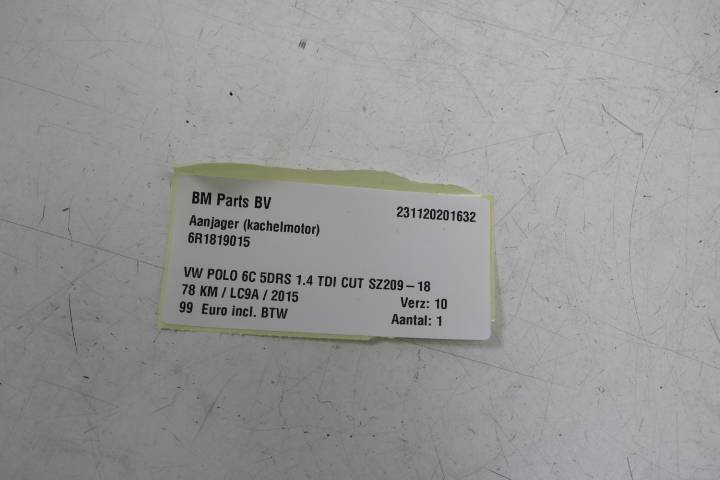 BM Parts BV 231120201632
Aanjager (kachelmotor)
6R1819015
VW POLO 6C 5DRS 1.4 TDI CUT SZ209-18
78 KM / LC9A / 2015 Verz: 10
99 Euro incl. BTW Aantal: 1